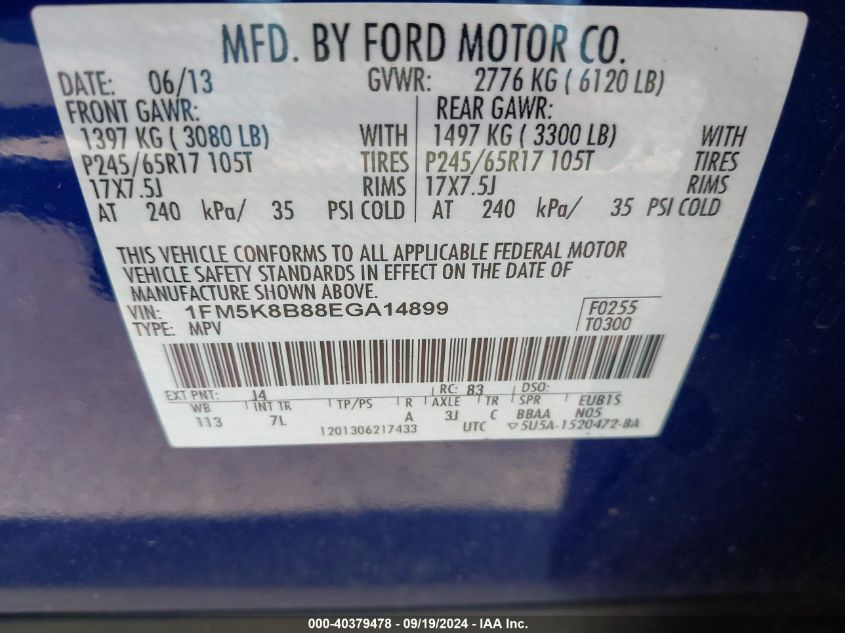 MFD. BY FORD MOTOR CO.
DATE: 06/13 GVWR: 2776 KG ( 6120 LB)
FRONT GAWR: REAR GAWR:
1397 KG ( 3080 LB) WITH 1497 KG ( 3300 LB) WITH
P245/65R17 105T TIRES P245/65R17 105T TIRES
17X7.5J RIMS 17X7.5J RIMS
AT 240 kPa/ 35 PSI COLD AT 240 kPa/ 35 PSI COLD
THIS VEHICLE CONFORMS TO ALL APPLICABLE FEDERAL MOTOR
VEHICLE SAFETY STANDARDS IN EFFECT ON THE DATE OF
MANUFACTURE SHOWN ABOVE.
VIN: 1FM5K8B88EGA14899 F0255
TYPE: MPV T0300
EXT PNT: J4 RC: 83 DSO:
WB INT TR TP/PS R AXLE TR SPR EUB1S
113 7L A 3J C BBAA N05
1201306217433 UTC ▽5U5A-1520472-BA
000-40379478 - 09/19/2024 - IAA Inc.